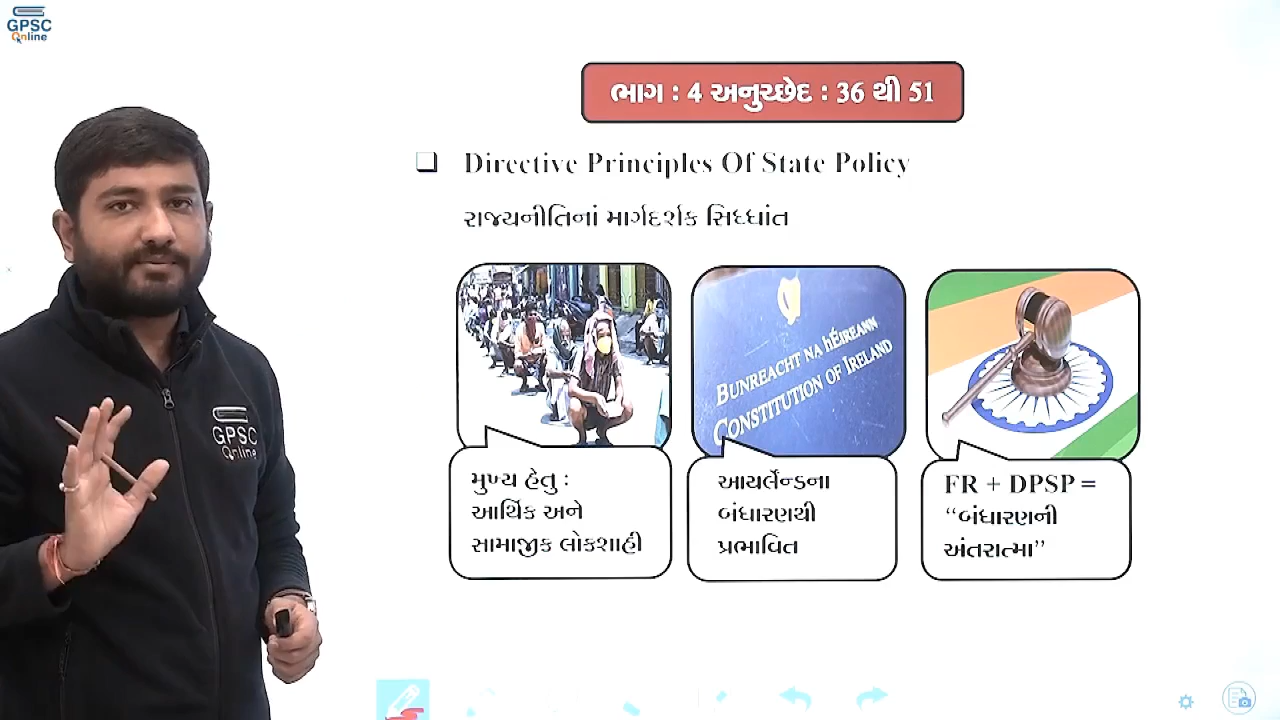 GPSC
Online
ભાગ : 4 અનુચ્છેદ : 36 થી 51
Directive Principles Of State Policy
રાજ્યનીતિનાં માર્ગદર્શક સિધ્ધાંત
BUNREACHT NA hÉIREANN
CONSTITUTION OF IRELAND
GPSC
Online
મુખ્ય હેતુ :
આર્થિક અને
સામાજીક લોકશાહી
આયર્લેન્ડના
બંધારણથી
પ્રભાવિત
FR + DPSP =
“બંધારણની
અંતરાત્મા”